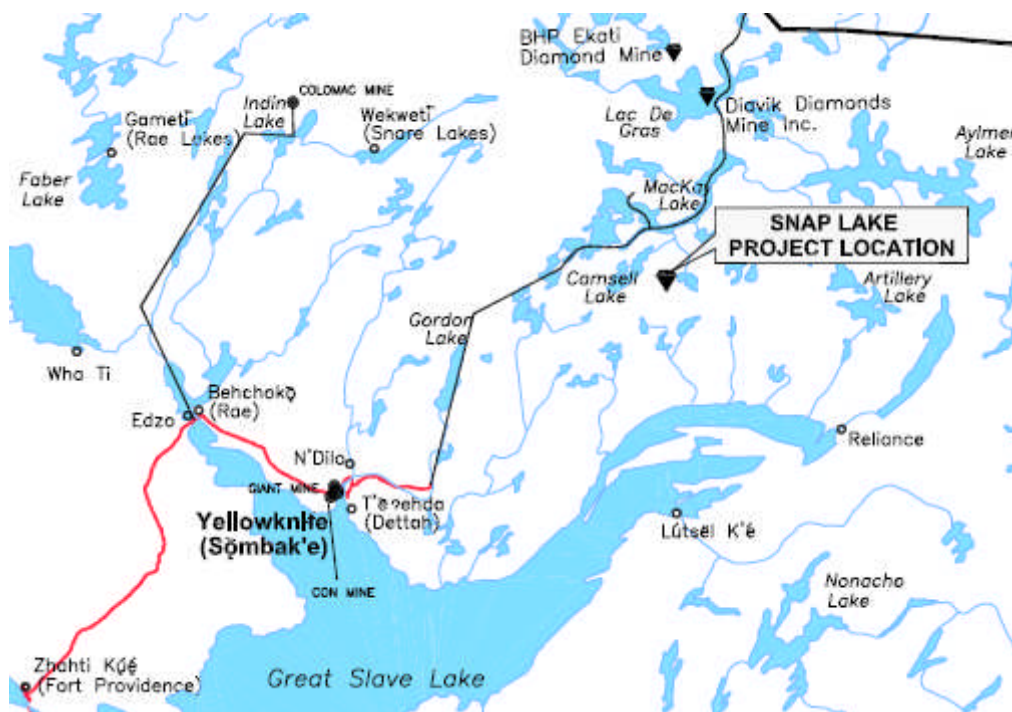 BHP Ekati
Diamond Mine
COLOMAC MINE
Indin
Lake
Gametì
(Rae Lakes)
Wekwetì
(Snare Lakes)
Lac De
Gras
Diavik Diamonds
Mine Inc.
Aylmer
Lake
Faber
Lake
MacKay
Lake
SNAP LAKE
PROJECT LOCATION
Camsell
Lake
Artillery
Lake
Gordon
Lake
Wha Ti
Behchokǫ̀
(Rae)
Edzo
Reliance
N'Dilo
GIANT MINE
(Dettah)
Yellowknife
(Sǫ̀mbak'e)
Lútsël K'é
CON MINE
Nonacho
Lake
Great Slave Lake
Zhahti Kų́ę́
(Fort Providence)